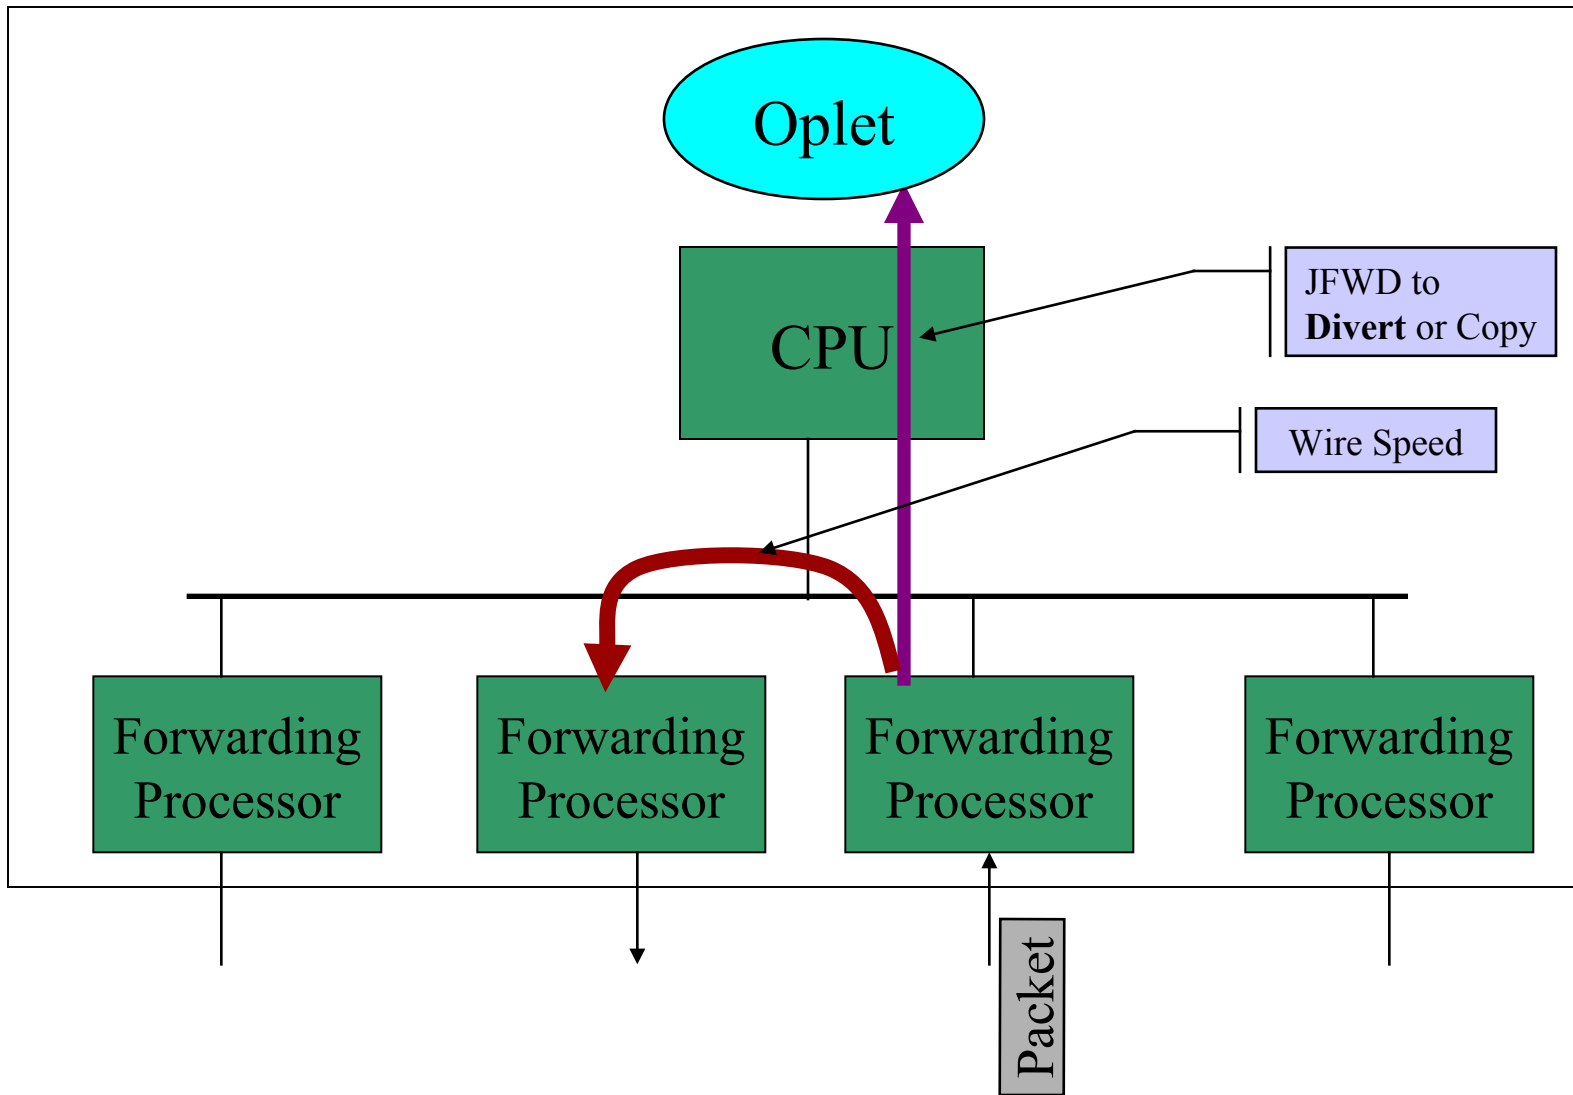 Oplet
CPU
JFWD to
Divert or Copy
Wire Speed
Forwarding
Processor
Forwarding
Processor
Forwarding
Processor
Forwarding
Processor
Packet